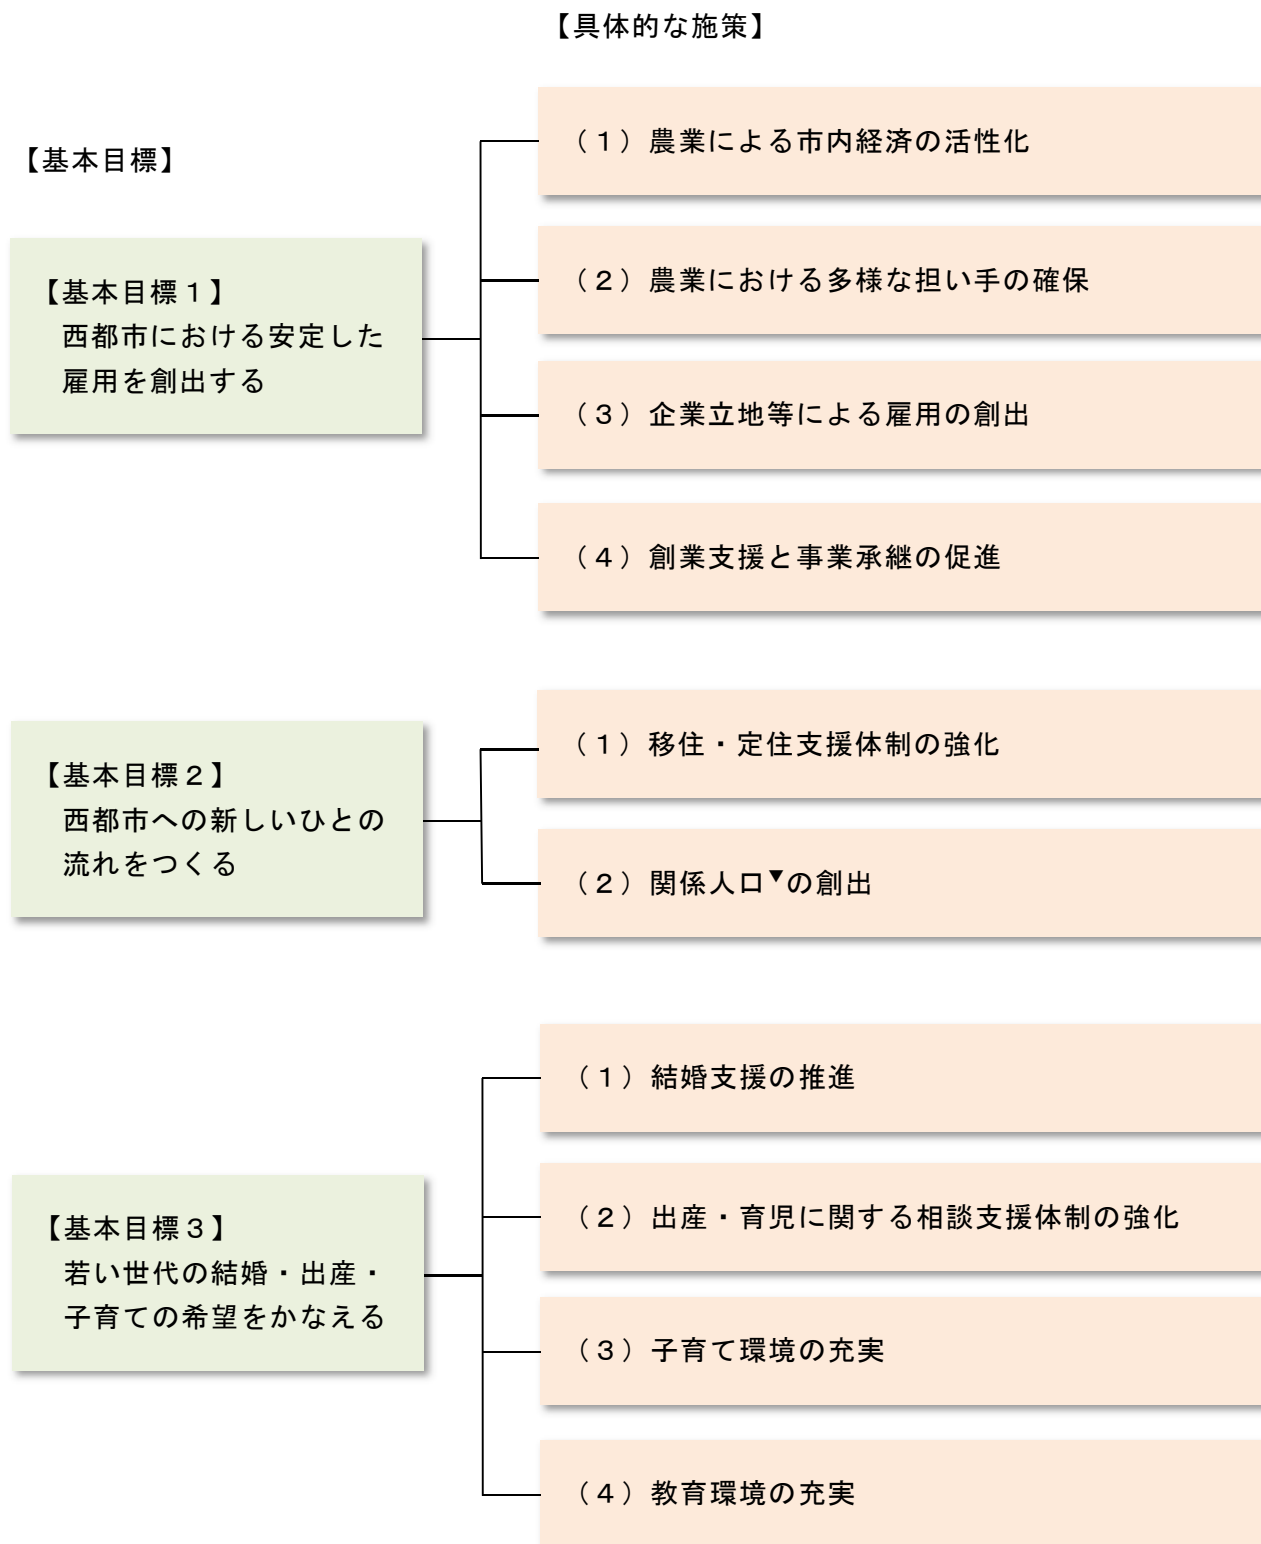 【具体的な施策】
【基本目標】
【基本目標１】
西都市における安定した
雇用を創出する
（１）農業による市内経済の活性化
（２）農業における多様な担い手の確保
（３）企業立地等による雇用の創出
（４）創業支援と事業承継の促進
【基本目標２】
西都市への新しいひとの
流れをつくる
（１）移住・定住支援体制の強化
（２）関係人口▼の創出
【基本目標３】
若い世代の結婚・出産・
子育ての希望をかなえる
（１）結婚支援の推進
（２）出産・育児に関する相談支援体制の強化
（３）子育て環境の充実
（４）教育環境の充実